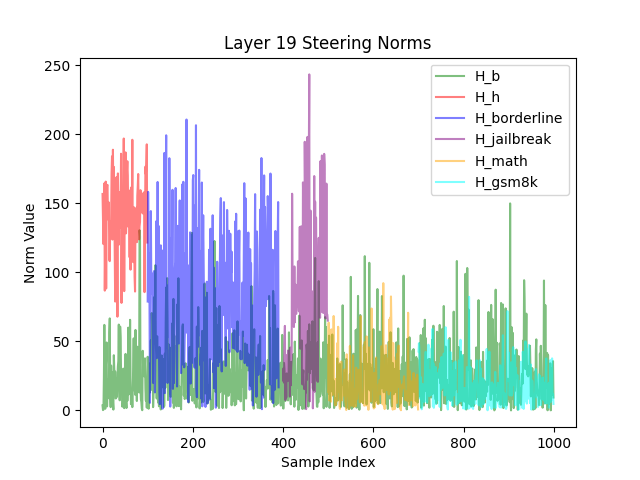 Layer 19 Steering Norms
250
200
150
100
50
0
Norm Value
H_b
H_h
H_borderline
H_jailbreak
H_math
H_gsm8k
0 200 400 600 800 1000
Sample Index